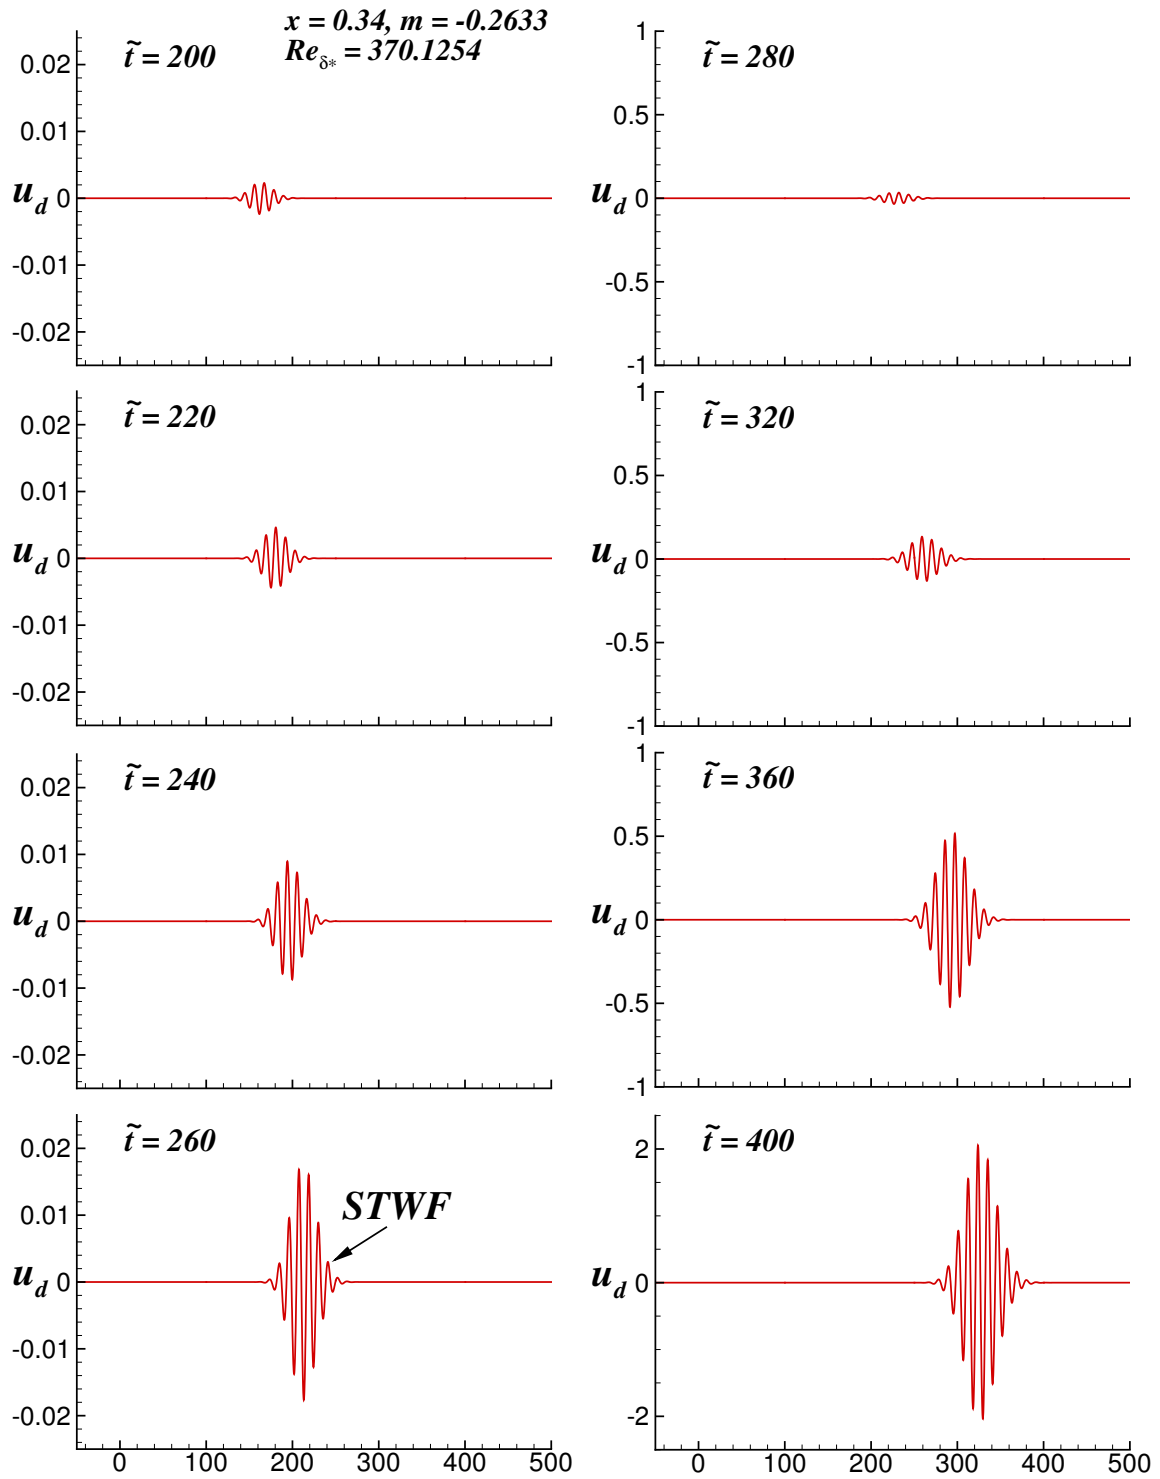 x = 0.34, m = -0.2633
Re_δ* = 370.1254
t̃ = 200
0.02
0.01
u_d 0
-0.01
-0.02
t̃ = 280
1
0.5
u_d 0
-0.5
-1
t̃ = 220
0.02
0.01
u_d 0
-0.01
-0.02
t̃ = 320
1
0.5
u_d 0
-0.5
-1
t̃ = 240
0.02
0.01
u_d 0
-0.01
-0.02
t̃ = 360
1
0.5
u_d 0
-0.5
-1
t̃ = 260
0.02
0.01
STWF
u_d 0
-0.01
-0.02
0 100 200 300 400 500
t̃ = 400
2
u_d 0
-2
0 100 200 300 400 500